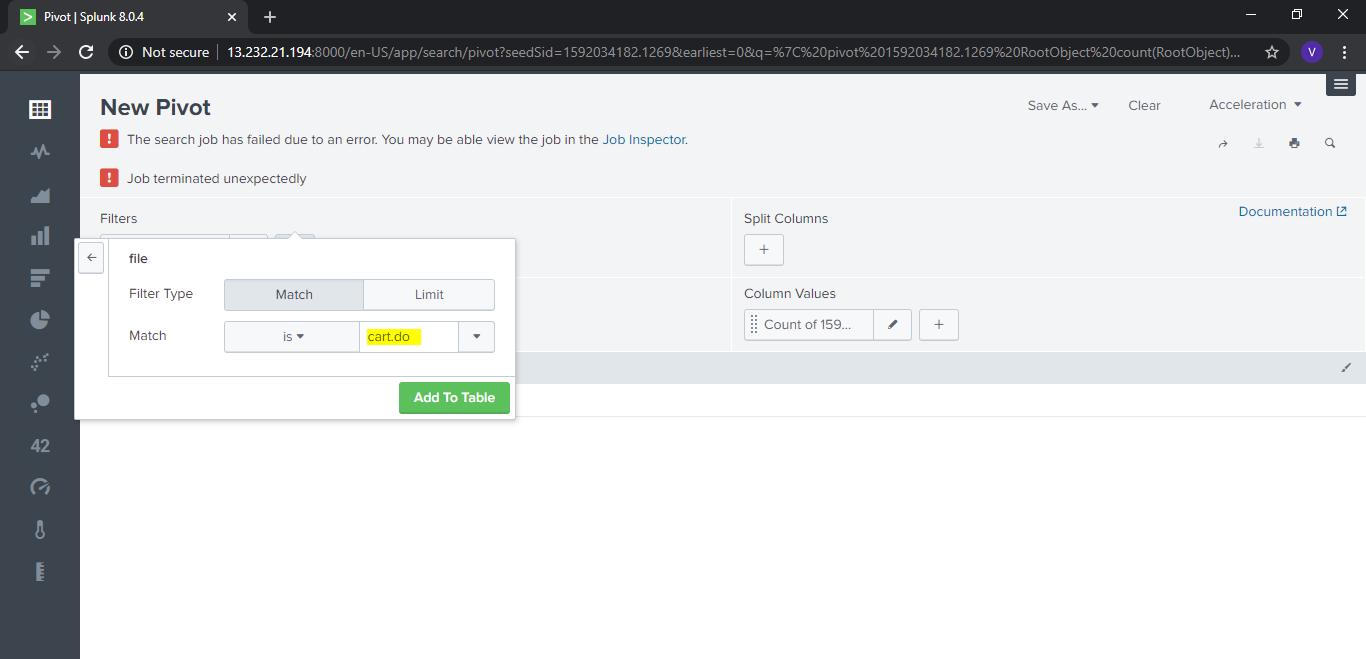 Pivot | Splunk 8.0.4
Not secure
13.232.21.194:8000/en-US/app/search/pivot?seedSid=1592034182.1269&earliest=0&q=%7C%20pivot%201592034182.1269%20RootObject%20count(RootObject)...
V
New Pivot
Save As...
Clear
Acceleration
The search job has failed due to an error. You may be able view the job in the Job Inspector.
Job terminated unexpectedly
Filters
Split Columns
Documentation
file
Filter Type
Match
Limit
Column Values
Match
is
cart.do
Count of 159...
Add To Table
42